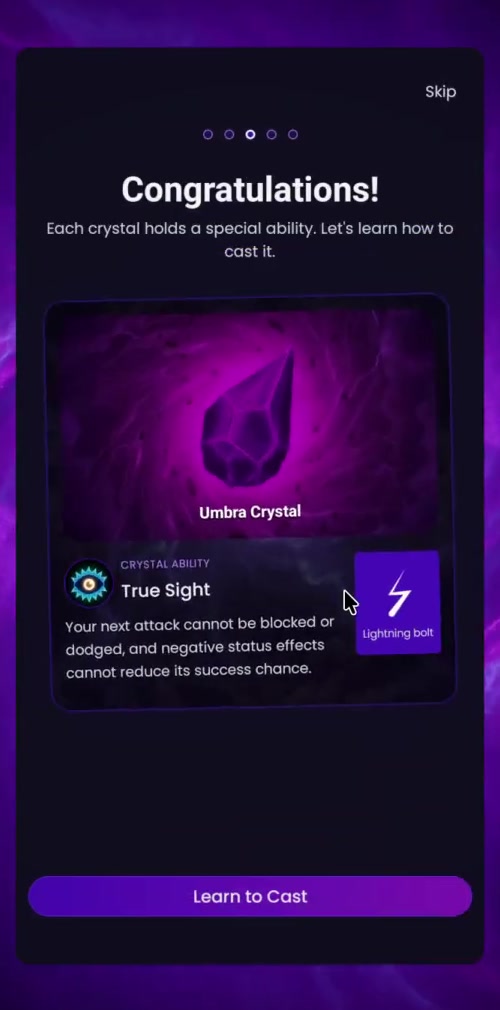 Skip
Congratulations!
Each crystal holds a special ability. Let's learn how to
cast it.
Umbra Crystal
CRYSTAL ABILITY
True Sight
Your next attack cannot be blocked or
dodged, and negative status effects
cannot reduce its success chance.
Lightning bolt
Learn to Cast